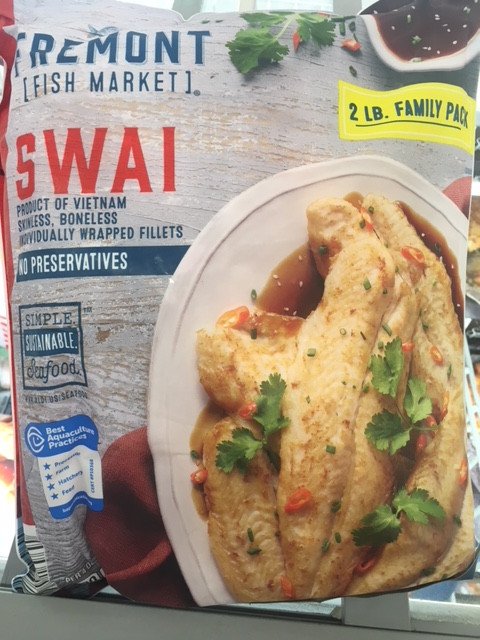 FREMONT
[FISH MARKET]®
2 LB. FAMILY PACK
SWAI
PRODUCT OF VIETNAM
SKINLESS, BONELESS
INDIVIDUALLY WRAPPED FILLETS
NO PRESERVATIVES
SIMPLE ™
SUSTAINABLE.
Seafood.
Best
Aquaculture
Practices
★ Processing
★ Farm
★ Hatchery
★ Feed